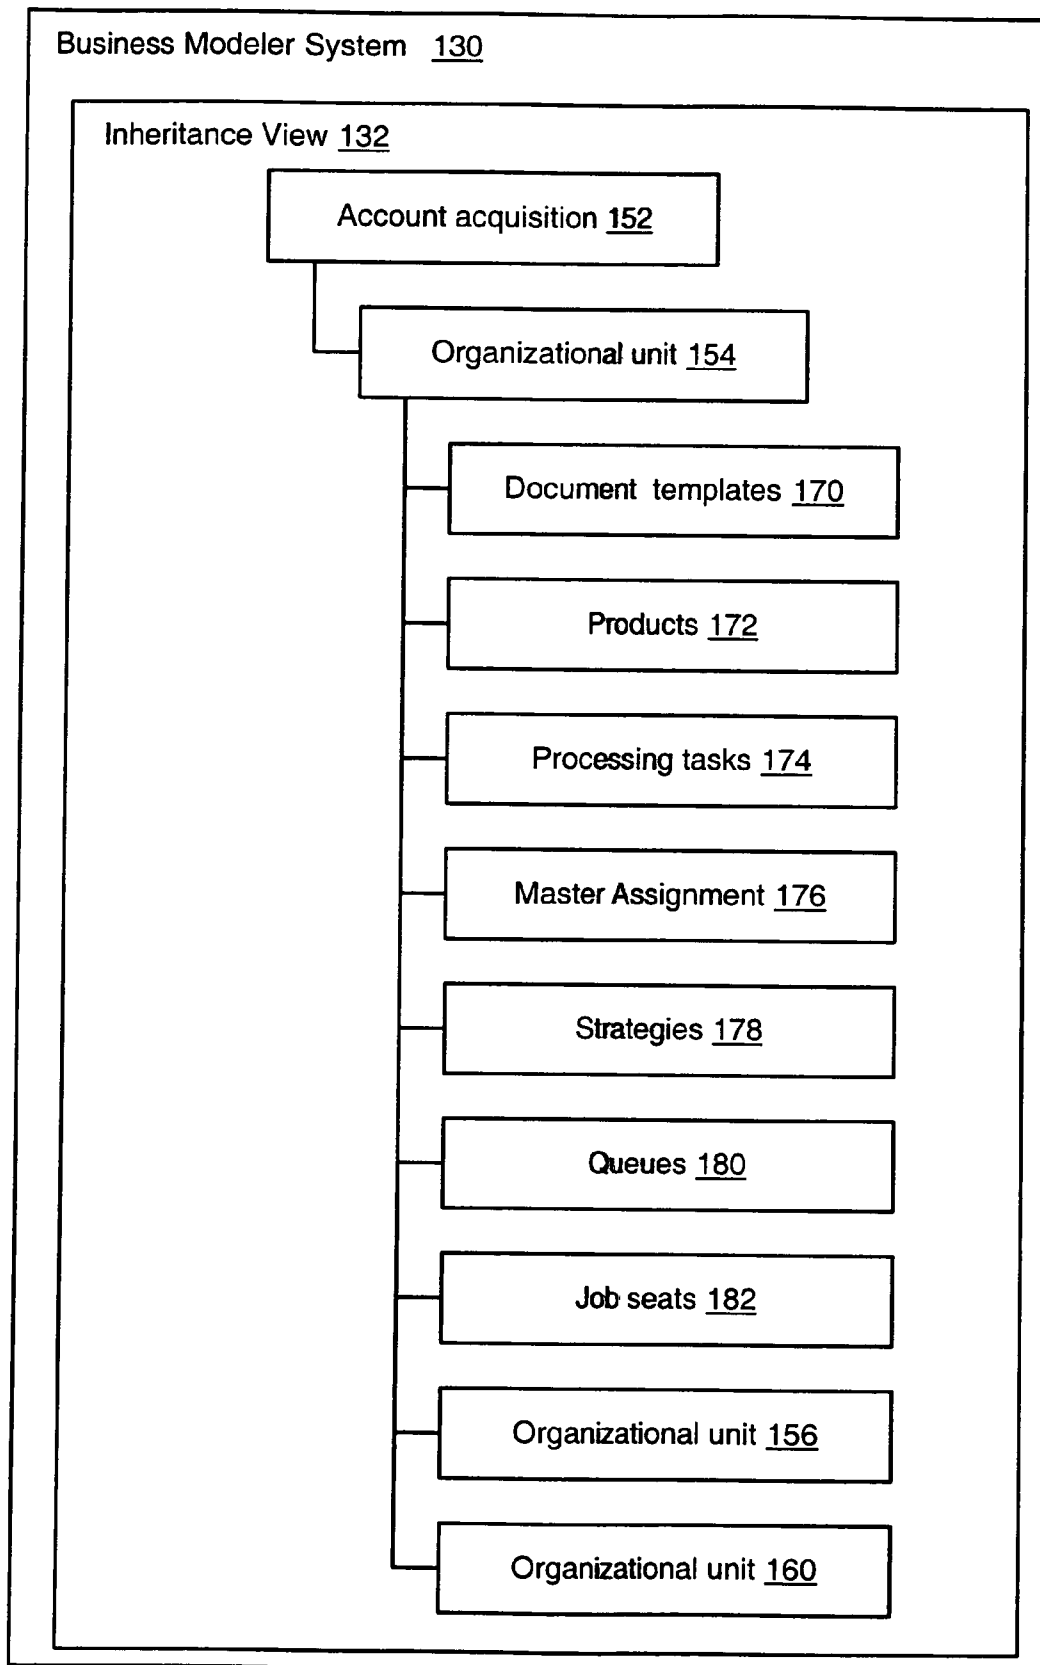 Business Modeler System 130
Inheritance View 132
Account acquisition 152
Organizational unit 154
Document templates 170
Products 172
Processing tasks 174
Master Assignment 176
Strategies 178
Queues 180
Job seats 182
Organizational unit 156
Organizational unit 160